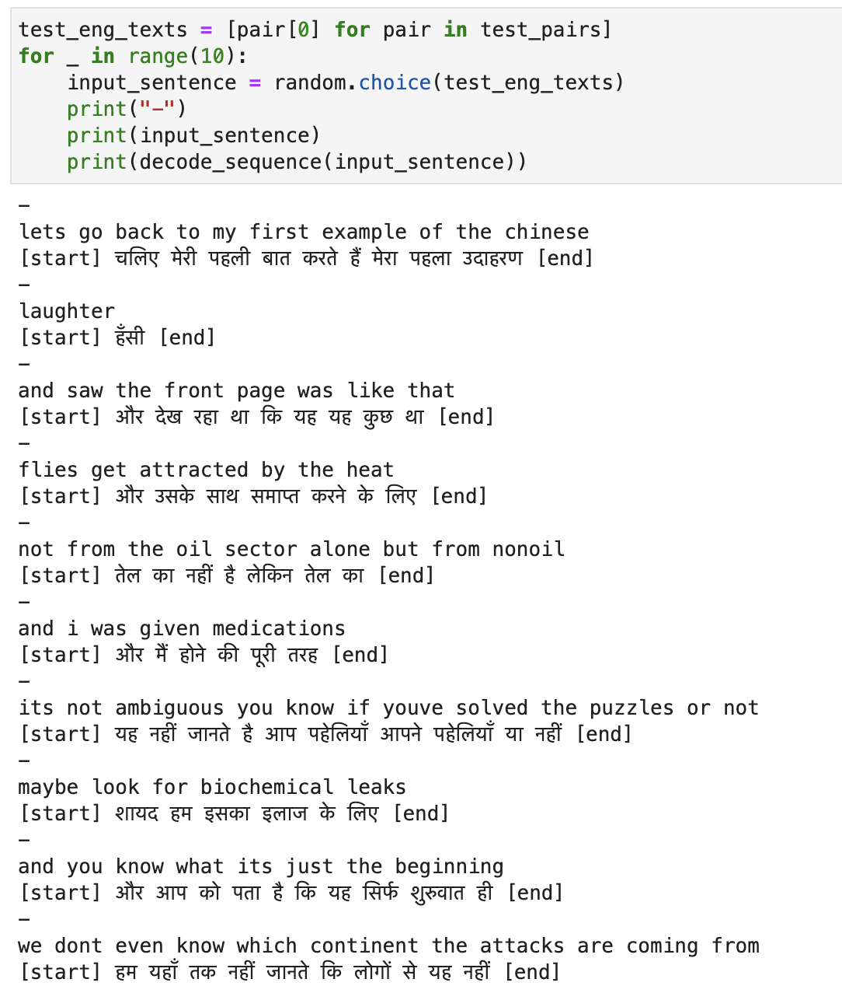 test_eng_texts = [pair[0] for pair in test_pairs]
for _ in range(10):
    input_sentence = random.choice(test_eng_texts)
    print("-")
    print(input_sentence)
    print(decode_sequence(input_sentence))
-
lets go back to my first example of the chinese
[start] चलिए मेरी पहली बात करते हैं मेरा पहला उदाहरण [end]
-
laughter
[start] हँसी [end]
-
and saw the front page was like that
[start] और देख रहा था कि यह यह कुछ था [end]
-
flies get attracted by the heat
[start] और उसके साथ समाप्त करने के लिए [end]
-
not from the oil sector alone but from nonoil
[start] तेल का नहीं है लेकिन तेल का [end]
-
and i was given medications
[start] और मैं होने की पूरी तरह [end]
-
its not ambiguous you know if youve solved the puzzles or not
[start] यह नहीं जानते है आप पहेलियाँ आपने पहेलियाँ या नहीं [end]
-
maybe look for biochemical leaks
[start] शायद हम इसका इलाज के लिए [end]
-
and you know what its just the beginning
[start] और आप को पता है कि यह सिर्फ शुरुवात ही [end]
-
we dont even know which continent the attacks are coming from
[start] हम यहाँ तक नहीं जानते कि लोगों से यह नहीं [end]